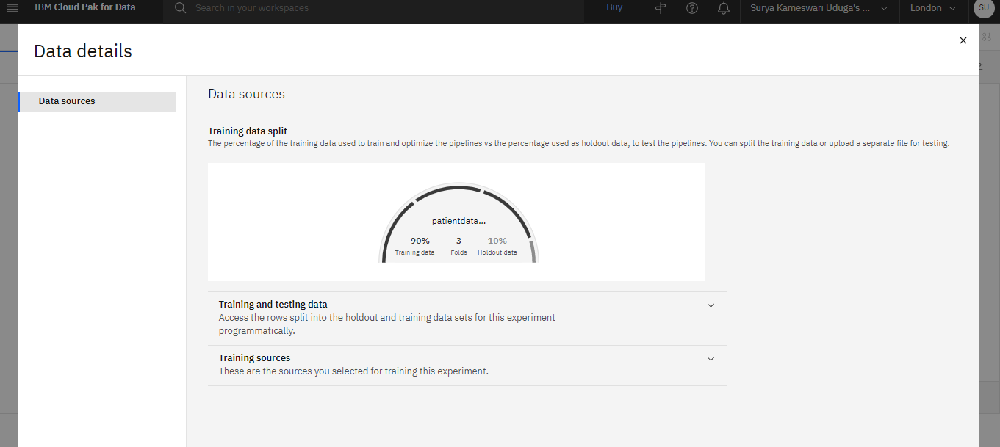 IBM Cloud Pak for Data
Search in your workspaces
Buy
Surya Kameswari Uduga's ...
London
SU
Data details
Data sources
Data sources
Training data split
The percentage of the training data used to train and optimize the pipelines vs the percentage used as holdout data, to test the pipelines. You can split the training data or upload a separate file for testing.
patientdata...
90% 3 10%
Training data Folds Holdout data
Training and testing data
Access the rows split into the holdout and training data sets for this experiment
programmatically.
Training sources
These are the sources you selected for training this experiment.